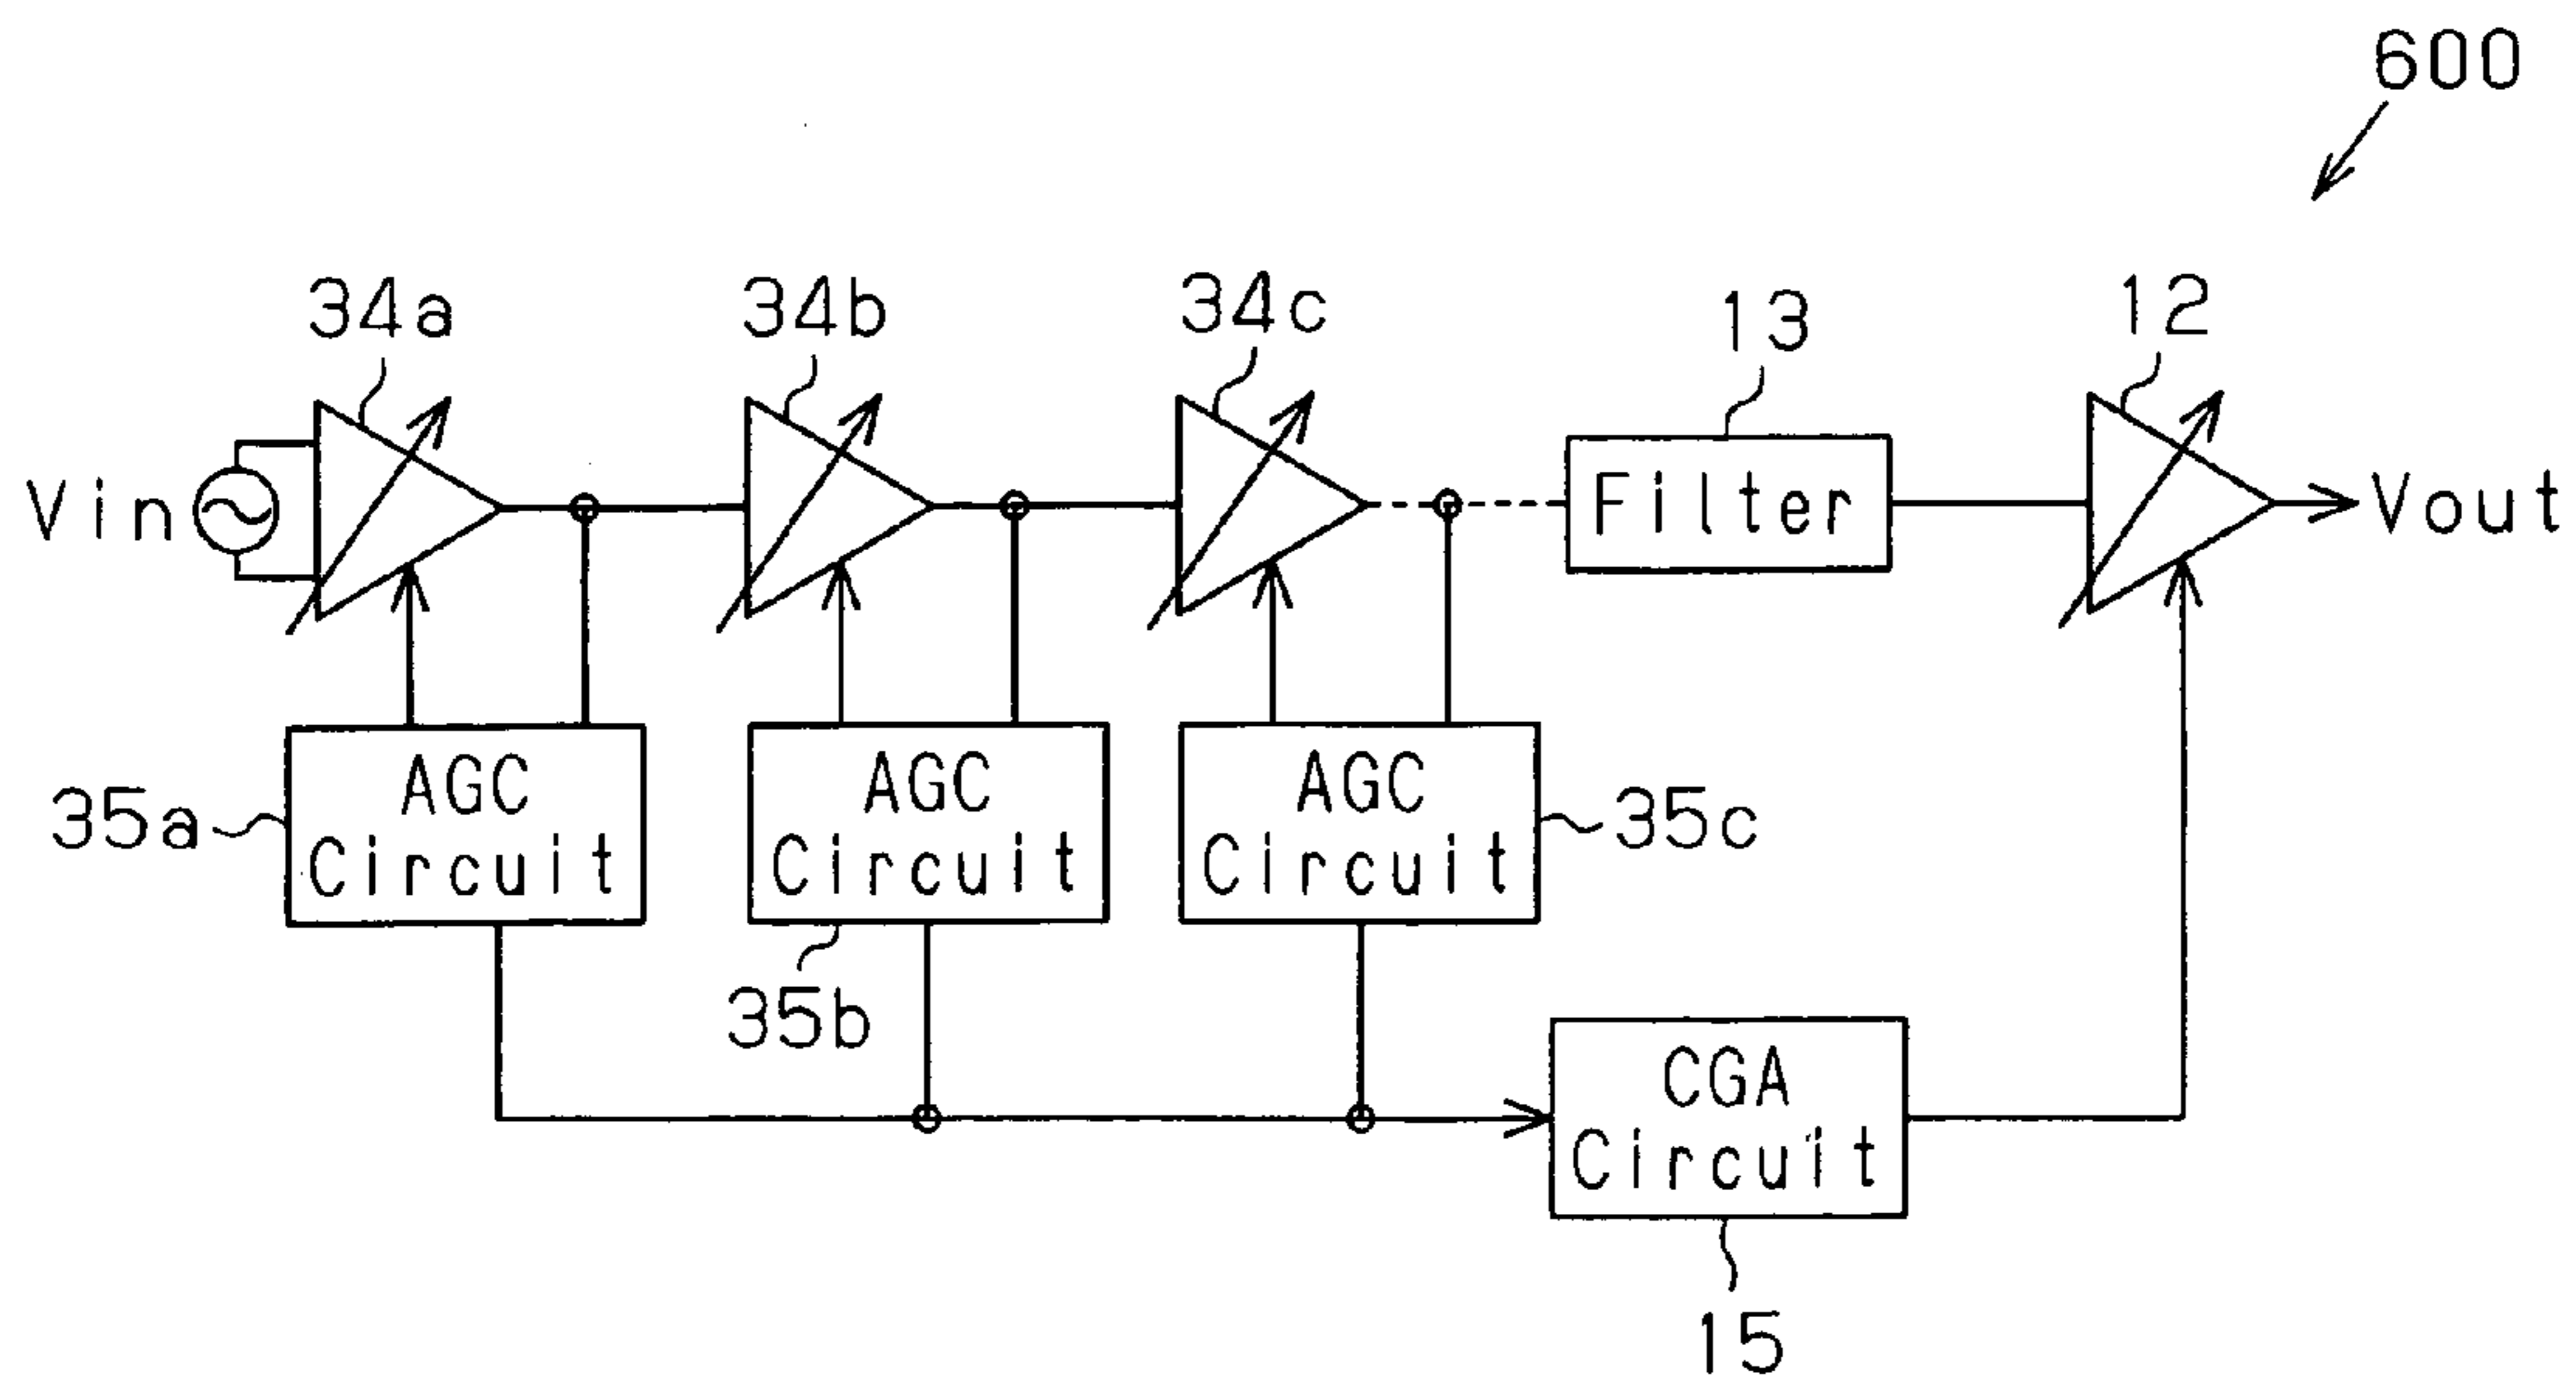 600
34a
34b
34c
13
12
Vin
Filter
Vout
AGC
Circuit
AGC
Circuit
AGC
Circuit
35a
35c
35b
CGA
Circuit
15